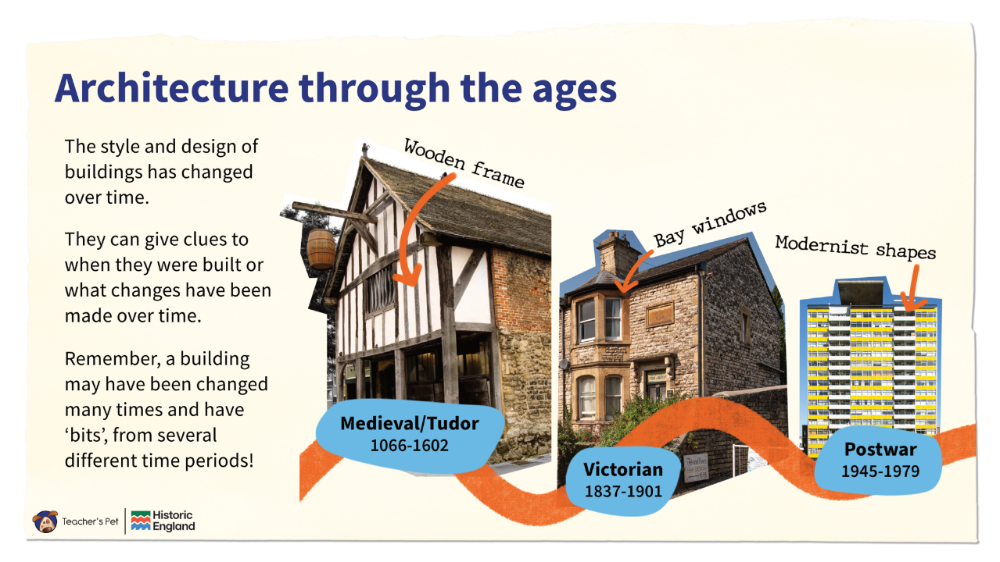 Architecture through the ages
The style and design of
buildings has changed
over time.
They can give clues to
when they were built or
what changes have been
made over time.
Remember, a building
may have been changed
many times and have
‘bits’, from several
different time periods!
Wooden frame
Bay windows
Modernist shapes
Medieval/Tudor
1066-1602
Victorian
1837-1901
Postwar
1945-1979
Teacher's Pet
Historic
England